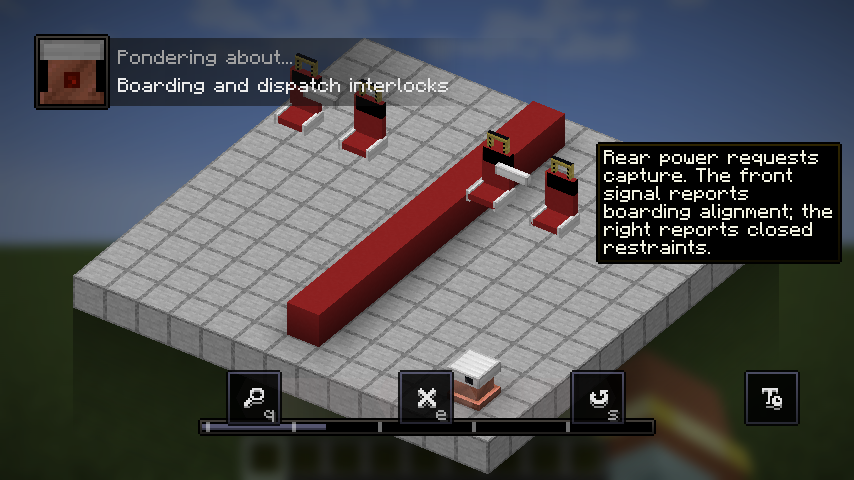 Pondering about...
Boarding and dispatch interlocks
Rear power requests
capture. The front
signal reports
boarding alignment; the
right reports closed
restraints.
q
e
s
T